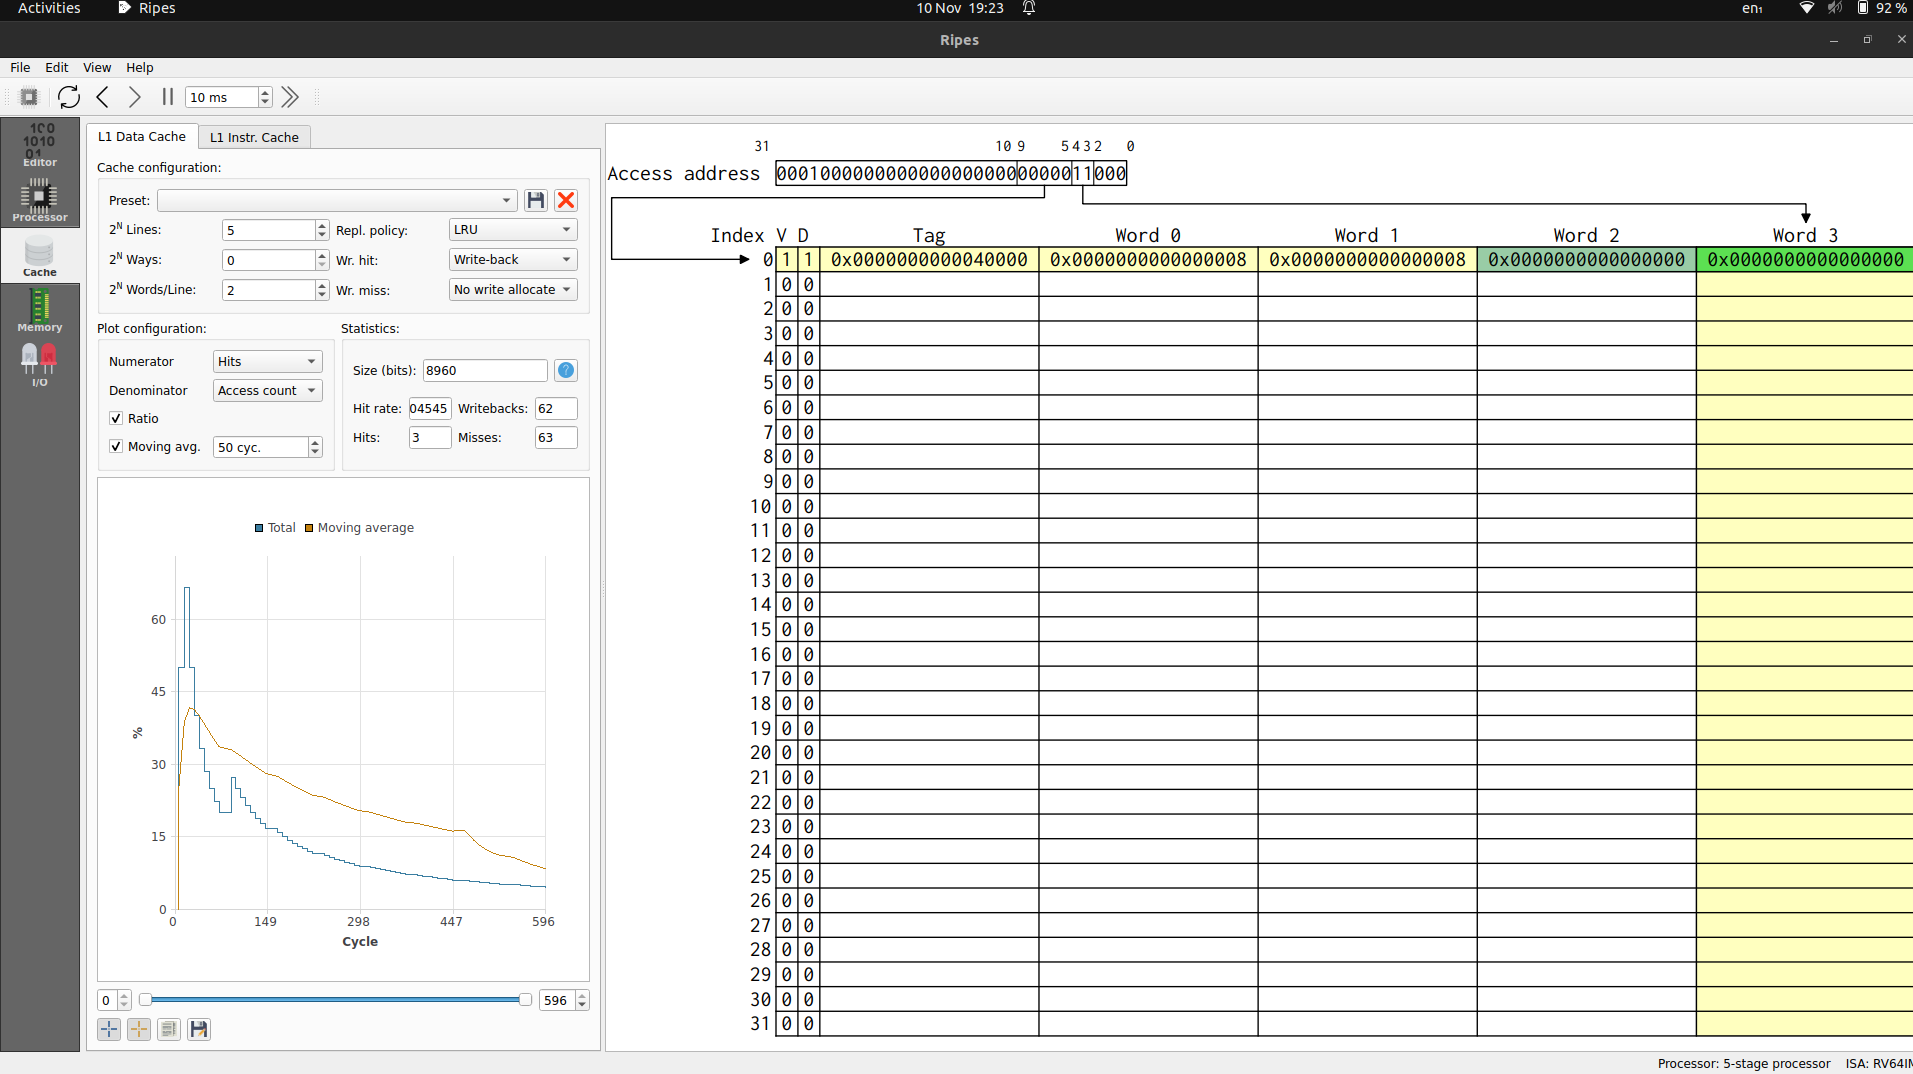 Activities Ripes 10 Nov 19:23 en1 92 %
Ripes
File Edit View Help
10 ms
Editor
Processor
Cache
Memory
I/O
L1 Data Cache L1 Instr. Cache
Cache configuration:
Preset:
2N Lines: 5 Repl. policy: LRU
2N Ways: 0 Wr. hit: Write-back
2N Words/Line: 2 Wr. miss: No write allocate
Plot configuration: Statistics:
Numerator Hits
Denominator Access count
Ratio
Moving avg. 50 cyc.
Size (bits): 8960 ?
Hit rate: 04545 Writebacks: 62
Hits: 3 Misses: 63
Total Moving average
60
45
%
30
15
0
0 149 298 447 596
Cycle
0 596
31 10 9 5 4 3 2 0
Access address 0001000000000000000000 00000 11 000
Index V D Tag Word 0 Word 1 Word 2 Word 3
0 1 1 0x0000000000040000 0x0000000000000008 0x0000000000000008 0x0000000000000000 0x0000000000000000
1 0 0
2 0 0
3 0 0
4 0 0
5 0 0
6 0 0
7 0 0
8 0 0
9 0 0
10 0 0
11 0 0
12 0 0
13 0 0
14 0 0
15 0 0
16 0 0
17 0 0
18 0 0
19 0 0
20 0 0
21 0 0
22 0 0
23 0 0
24 0 0
25 0 0
26 0 0
27 0 0
28 0 0
29 0 0
30 0 0
31 0 0
Processor: 5-stage processor ISA: RV64IM